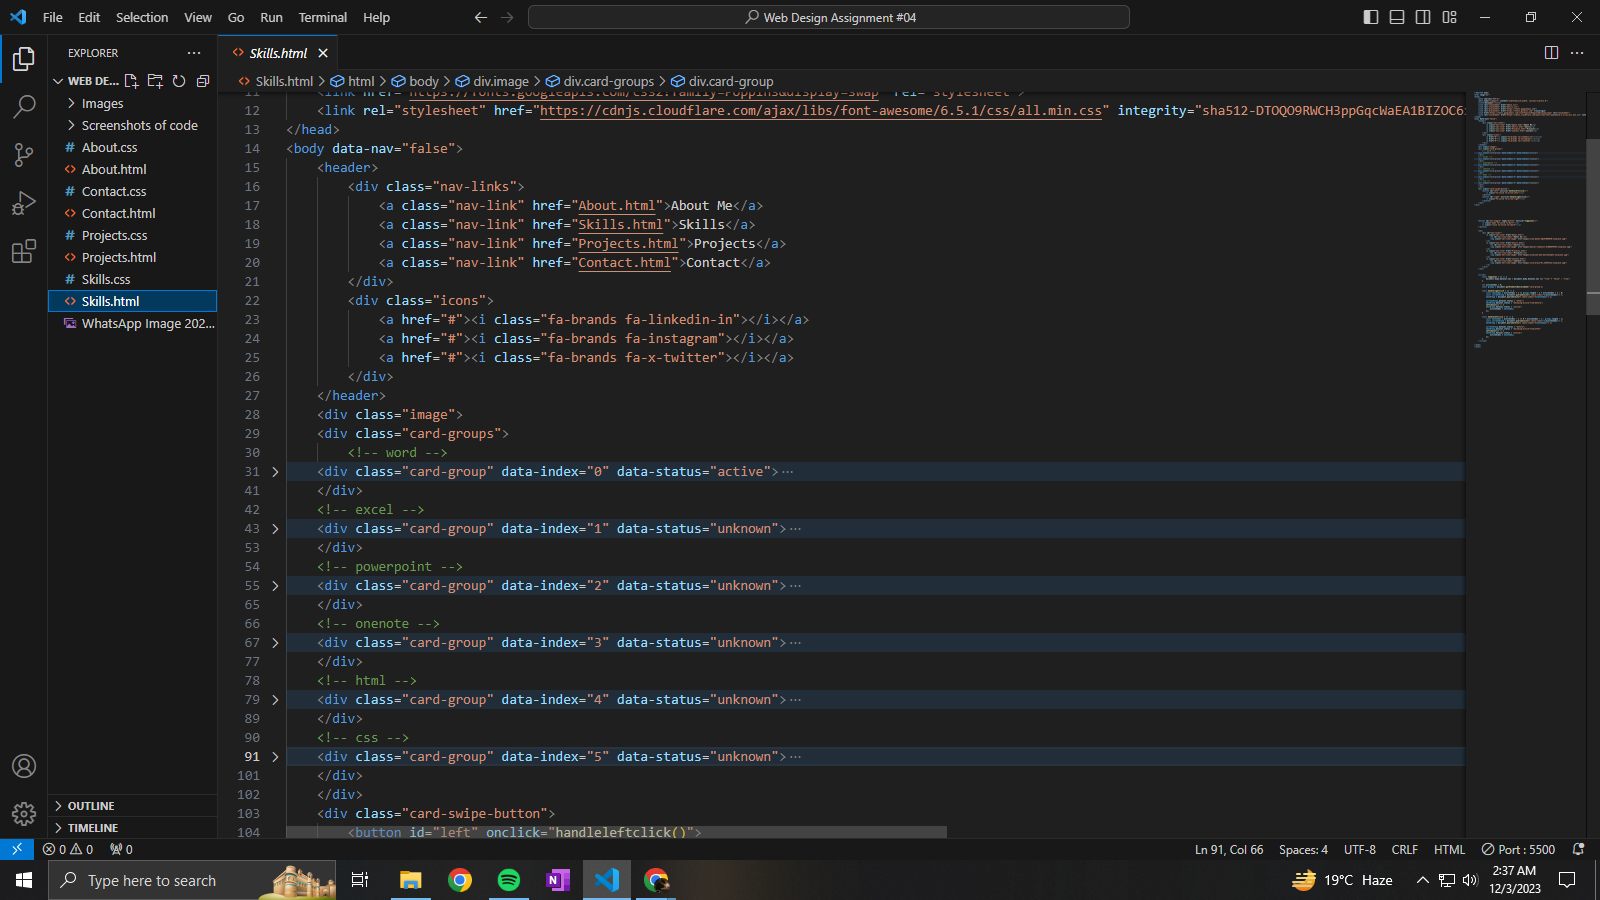 File Edit Selection View Go Run Terminal Help
Web Design Assignment #04
EXPLORER
WEB DE...
Images
Screenshots of code
About.css
About.html
Contact.css
Contact.html
Projects.css
Projects.html
Skills.css
Skills.html
WhatsApp Image 202...
OUTLINE
TIMELINE
Skills.html
Skills.html > html > body > div.image > div.card-groups > div.card-group
12 <link rel="stylesheet" href="https://cdnjs.cloudflare.com/ajax/libs/font-awesome/6.5.1/css/all.min.css" integrity="sha512-DTOQO9RWCH3ppGqcWaEA1BIZOC6
13 </head>
14 <body data-nav="false">
15 <header>
16 <div class="nav-links">
17 <a class="nav-link" href="About.html">About Me</a>
18 <a class="nav-link" href="Skills.html">Skills</a>
19 <a class="nav-link" href="Projects.html">Projects</a>
20 <a class="nav-link" href="Contact.html">Contact</a>
21 </div>
22 <div class="icons">
23 <a href="#"><i class="fa-brands fa-linkedin-in"></i></a>
24 <a href="#"><i class="fa-brands fa-instagram"></i></a>
25 <a href="#"><i class="fa-brands fa-x-twitter"></i></a>
26 </div>
27 </header>
28 <div class="image">
29 <div class="card-groups">
30 <!-- word -->
31 <div class="card-group" data-index="0" data-status="active">...
41 </div>
42 <!-- excel -->
43 <div class="card-group" data-index="1" data-status="unknown">...
53 </div>
54 <!-- powerpoint -->
55 <div class="card-group" data-index="2" data-status="unknown">...
65 </div>
66 <!-- onenote -->
67 <div class="card-group" data-index="3" data-status="unknown">...
77 </div>
78 <!-- html -->
79 <div class="card-group" data-index="4" data-status="unknown">...
89 </div>
90 <!-- css -->
91 <div class="card-group" data-index="5" data-status="unknown">...
101 </div>
102 </div>
103 <div class="card-swipe-button">
104 <button id="left" onclick="handleleftclick()">
0 0 0
Ln 91, Col 66 Spaces: 4 UTF-8 CRLF HTML Port : 5500
Type here to search
19°C Haze
2:37 AM
12/3/2023